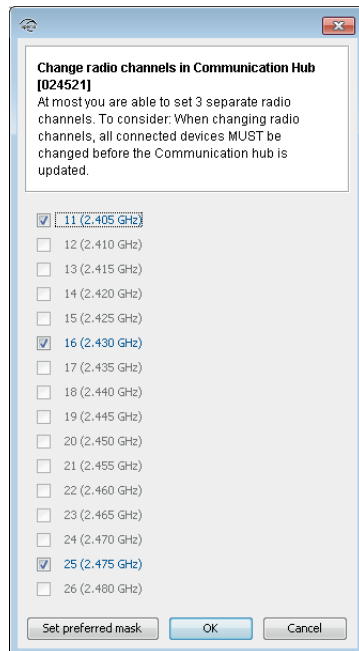 Change radio channels in Communication Hub
[024521]
At most you are able to set 3 separate radio
channels. To consider: When changing radio
channels, all connected devices MUST be
changed before the Communication hub is
updated.
11 (2.405 GHz)
12 (2.410 GHz)
13 (2.415 GHz)
14 (2.420 GHz)
15 (2.425 GHz)
16 (2.430 GHz)
17 (2.435 GHz)
18 (2.440 GHz)
19 (2.445 GHz)
20 (2.450 GHz)
21 (2.455 GHz)
22 (2.460 GHz)
23 (2.465 GHz)
24 (2.470 GHz)
25 (2.475 GHz)
26 (2.480 GHz)
Set preferred mask OK Cancel